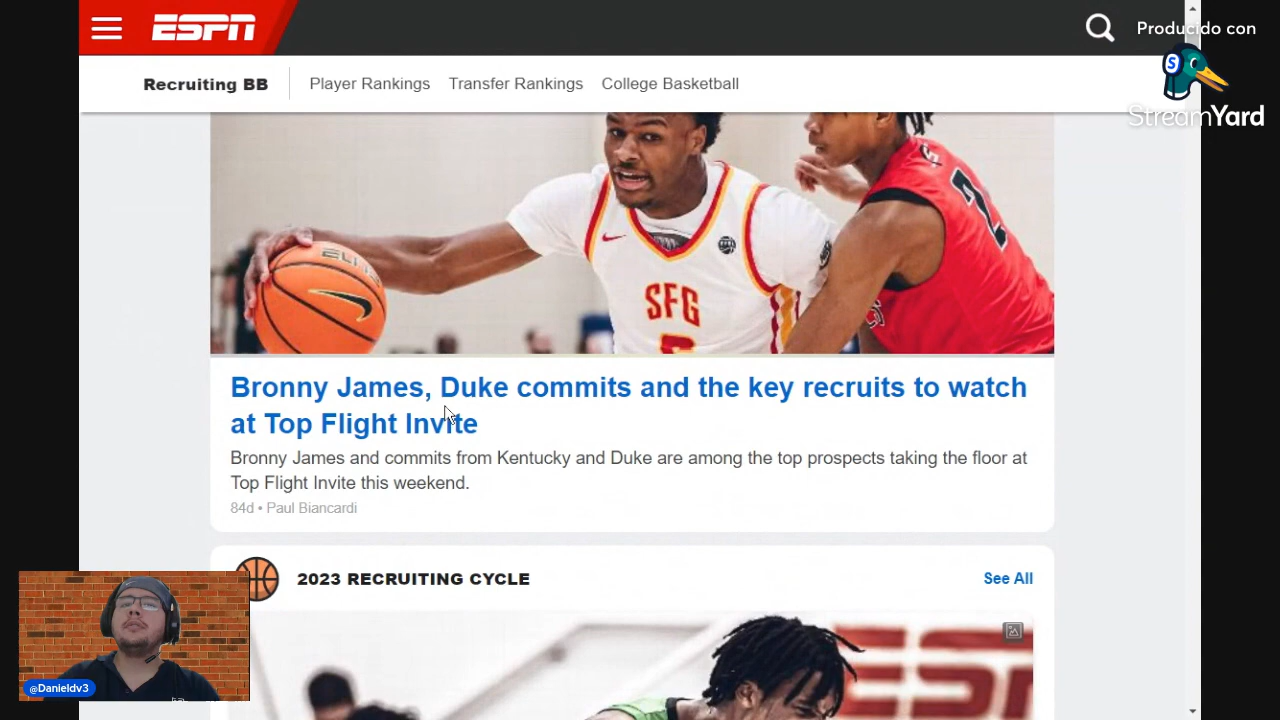 ESPN
Producido con
StreamYard
Recruiting BB
Player Rankings
Transfer Rankings
College Basketball
ELITE
2
SFG
Bronny James, Duke commits and the key recruits to watch
at Top Flight Invite
Bronny James and commits from Kentucky and Duke are among the top prospects taking the floor at
Top Flight Invite this weekend.
84d • Paul Biancardi
2023 RECRUITING CYCLE
See All
@Danieldv3